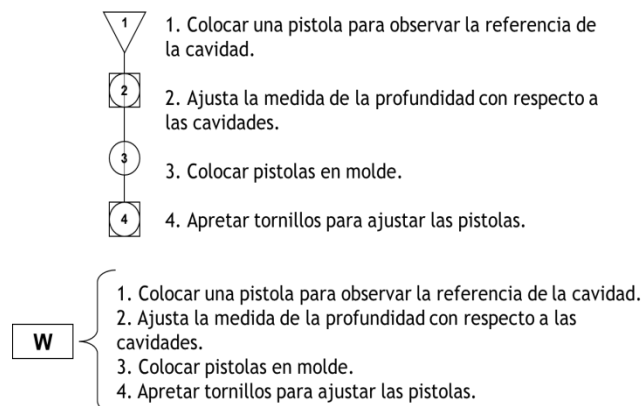 1
1. Colocar una pistola para observar la referencia de
la cavidad.
2
2. Ajusta la medida de la profundidad con respecto a
las cavidades.
3
3. Colocar pistolas en molde.
4
4. Apretar tornillos para ajustar las pistolas.
W
1. Colocar una pistola para observar la referencia de la cavidad.
2. Ajusta la medida de la profundidad con respecto a las
cavidades.
3. Colocar pistolas en molde.
4. Apretar tornillos para ajustar las pistolas.